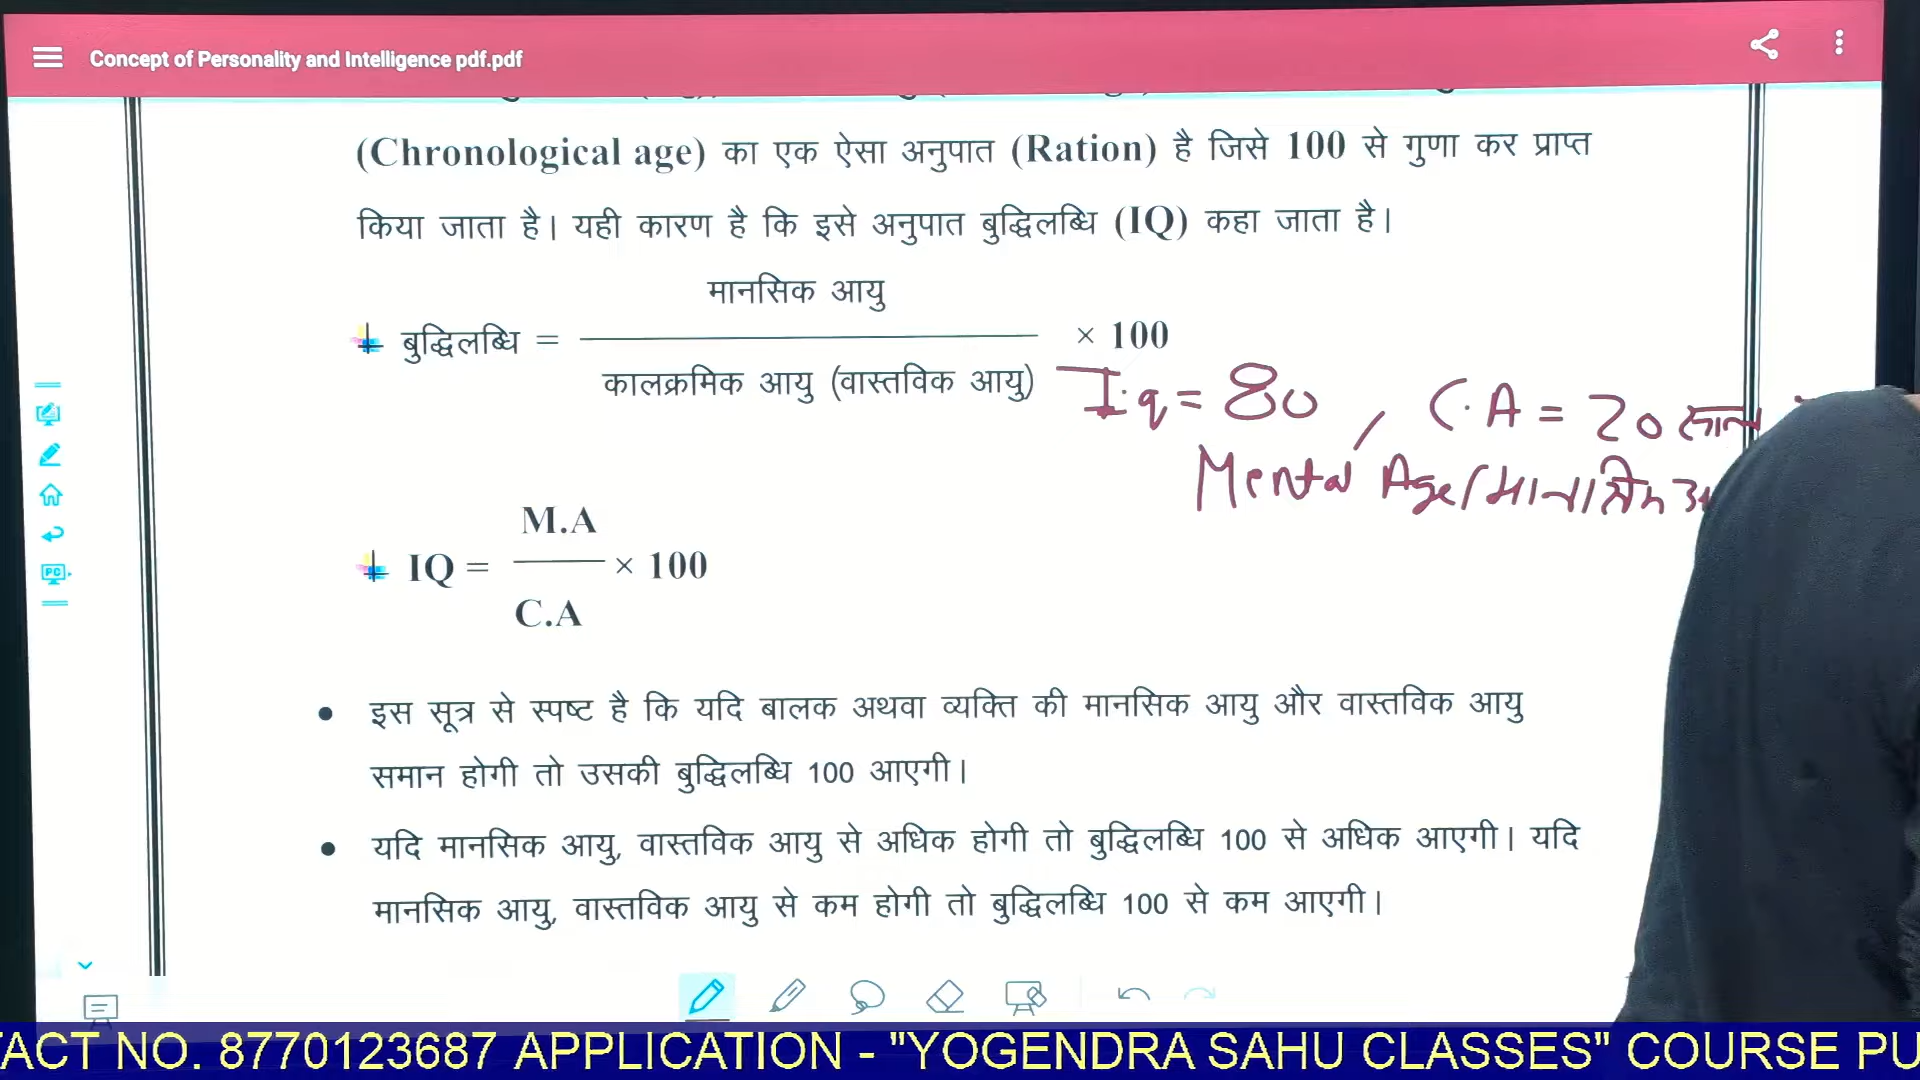 Concept of Personality and Intelligence pdf.pdf
(Chronological age) का एक ऐसा अनुपात (Ration) है जिसे 100 से गुणा कर प्राप्त
किया जाता है। यही कारण है कि इसे अनुपात बुद्धिलब्धि (IQ) कहा जाता है।
मानसिक आयु
बुद्धिलब्धि = × 100
कालक्रमिक आयु (वास्तविक आयु)
I.q = 80, C.A = 20 साल
Mental Age/मानसिक
M.A
IQ = × 100
C.A
• इस सूत्र से स्पष्ट है कि यदि बालक अथवा व्यक्ति की मानसिक आयु और वास्तविक आयु
समान होगी तो उसकी बुद्धिलब्धि 100 आएगी।
• यदि मानसिक आयु, वास्तविक आयु से अधिक होगी तो बुद्धिलब्धि 100 से अधिक आएगी। यदि
मानसिक आयु, वास्तविक आयु से कम होगी तो बुद्धिलब्धि 100 से कम आएगी।
PC
TACT NO. 8770123687 APPLICATION - "YOGENDRA SAHU CLASSES" COURSE PU